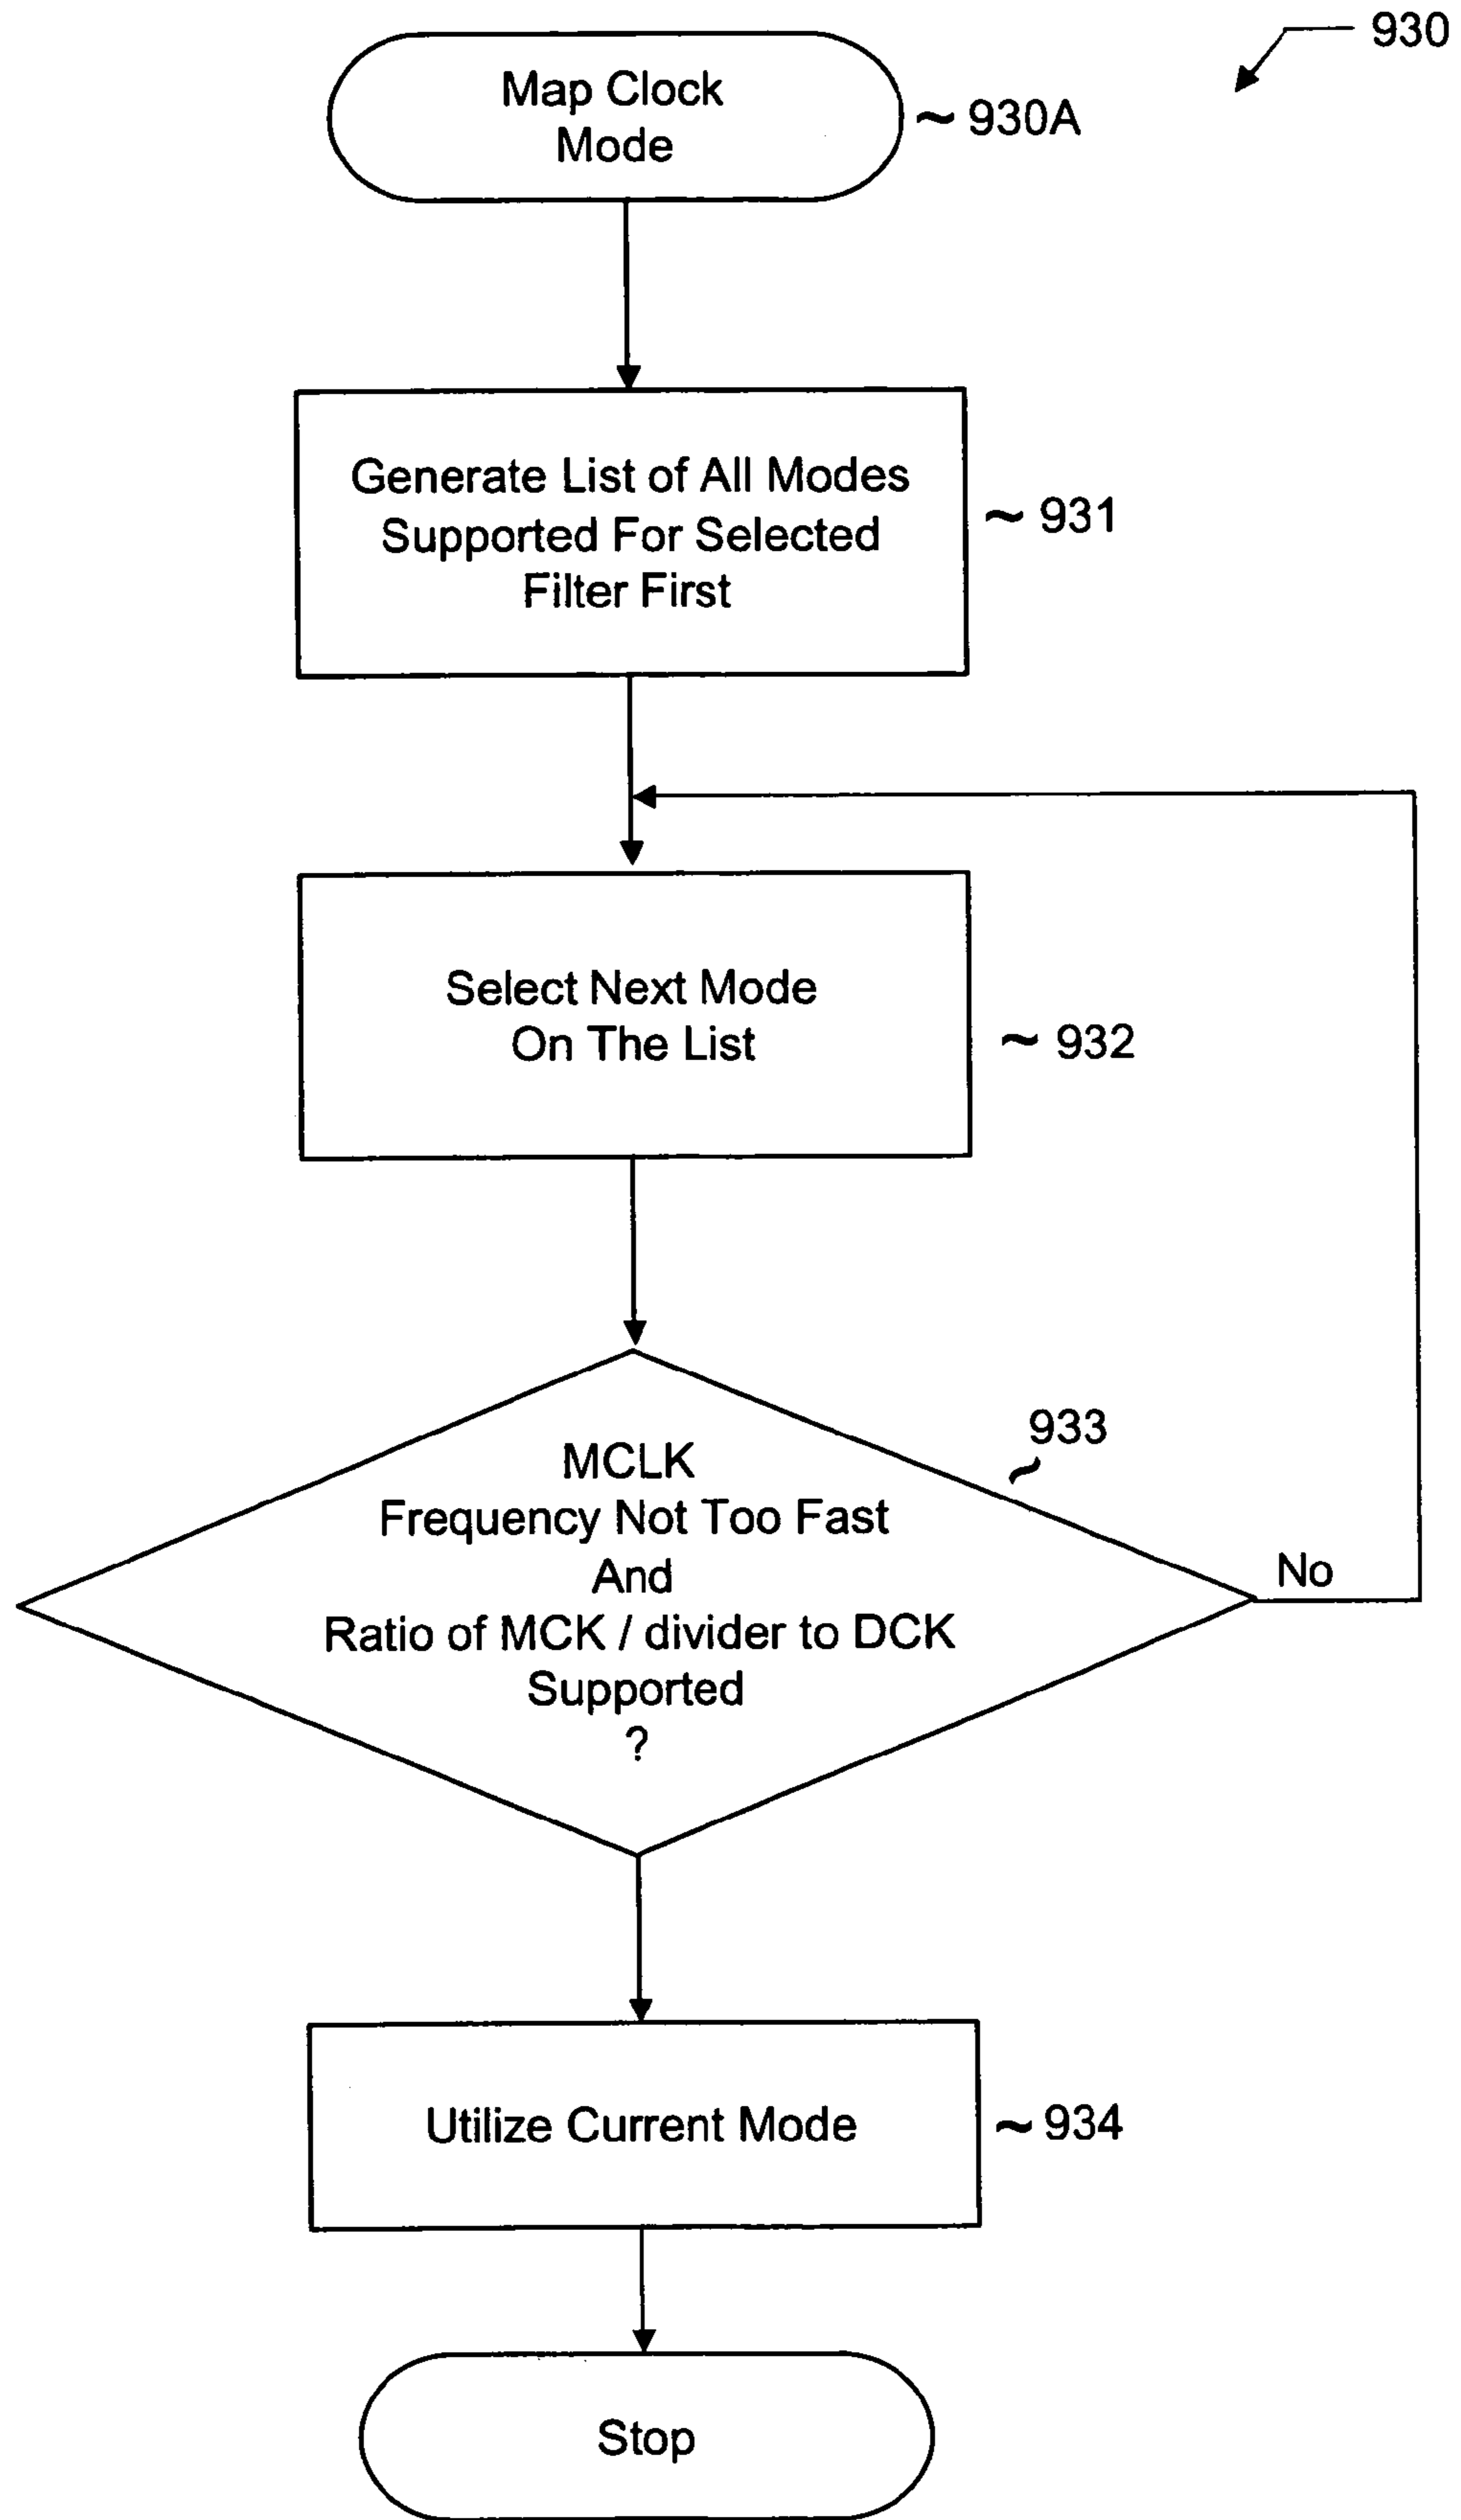 930
Map Clock
Mode
~ 930A
Generate List of All Modes
Supported For Selected
Filter First
~ 931
Select Next Mode
On The List
~ 932
933
~
MCLK
Frequency Not Too Fast
And
Ratio of MCK / divider to DCK
Supported
?
No
Utilize Current Mode
~ 934
Stop